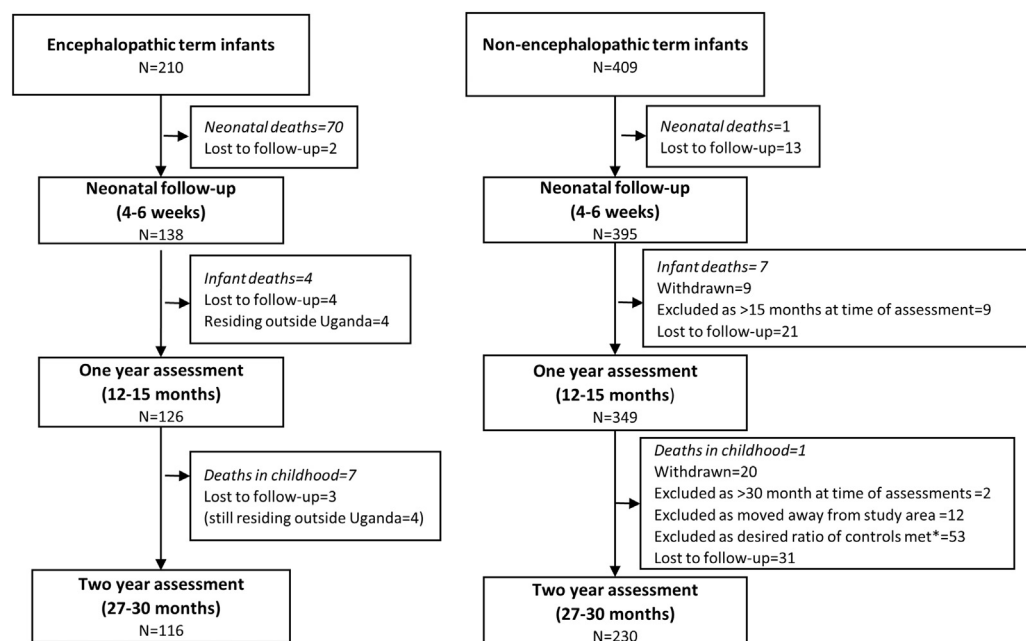 Encephalopathic term infants
N=210
Neonatal deaths=70
Lost to follow-up=2
Neonatal follow-up
(4-6 weeks)
N=138
Infant deaths=4
Lost to follow-up=4
Residing outside Uganda=4
One year assessment
(12-15 months)
N=126
Deaths in childhood=7
Lost to follow-up=3
(still residing outside Uganda=4)
Two year assessment
(27-30 months)
N=116
Non-encephalopathic term infants
N=409
Neonatal deaths=1
Lost to follow-up=13
Neonatal follow-up
(4-6 weeks)
N=395
Infant deaths= 7
Withdrawn=9
Excluded as >15 months at time of assessment=9
Lost to follow-up=21
One year assessment
(12-15 months)
N=349
Deaths in childhood=1
Withdrawn=20
Excluded as >30 month at time of assessments =2
Excluded as moved away from study area =12
Excluded as desired ratio of controls met*=53
Lost to follow-up=31
Two year assessment
(27-30 months)
N=230